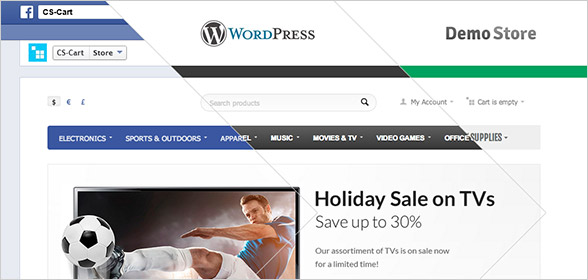 CS-Cart
WORDPRESS
Demo Store
CS-Cart Store
$ € £
Search products
My Account
Cart is empty
ELECTRONICS SPORTS & OUTDOORS APPAREL MUSIC MOVIES & TV VIDEO GAMES OFFICE SUPPLIES
Holiday Sale on TVs
Save up to 30%
Our assortment of TVs is on sale now
for a limited time!